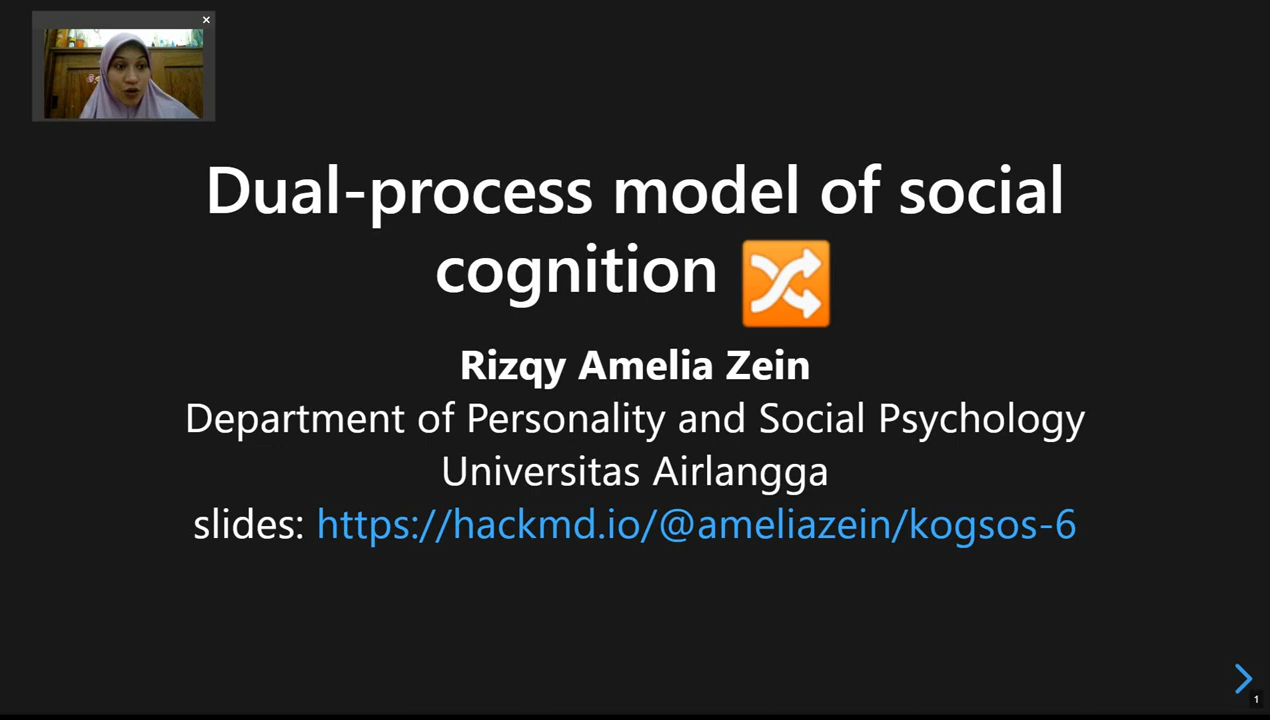 Dual-process model of social
cognition 🔀
Rizqy Amelia Zein
Department of Personality and Social Psychology
Universitas Airlangga
slides: https://hackmd.io/@ameliazein/kogsos-6
1